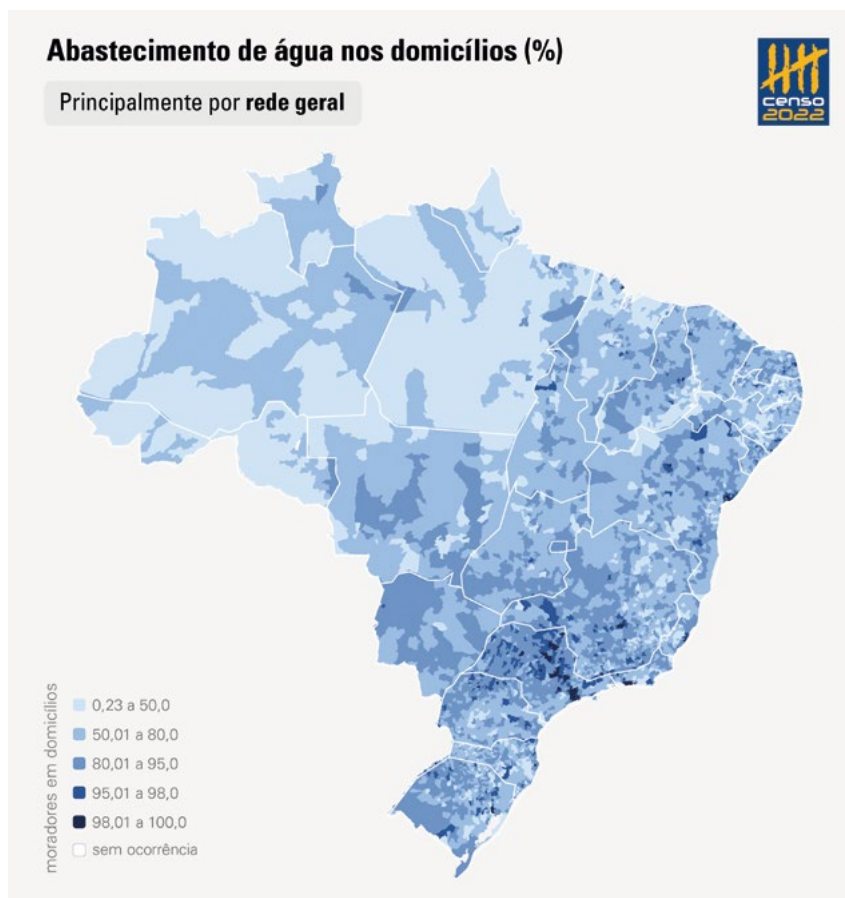 Abastecimento de água nos domicílios (%)
Principalmente por rede geral
censo
2022
moradores em domicílios
0,23 a 50,0
50,01 a 80,0
80,01 a 95,0
95,01 a 98,0
98,01 a 100,0
sem ocorrência